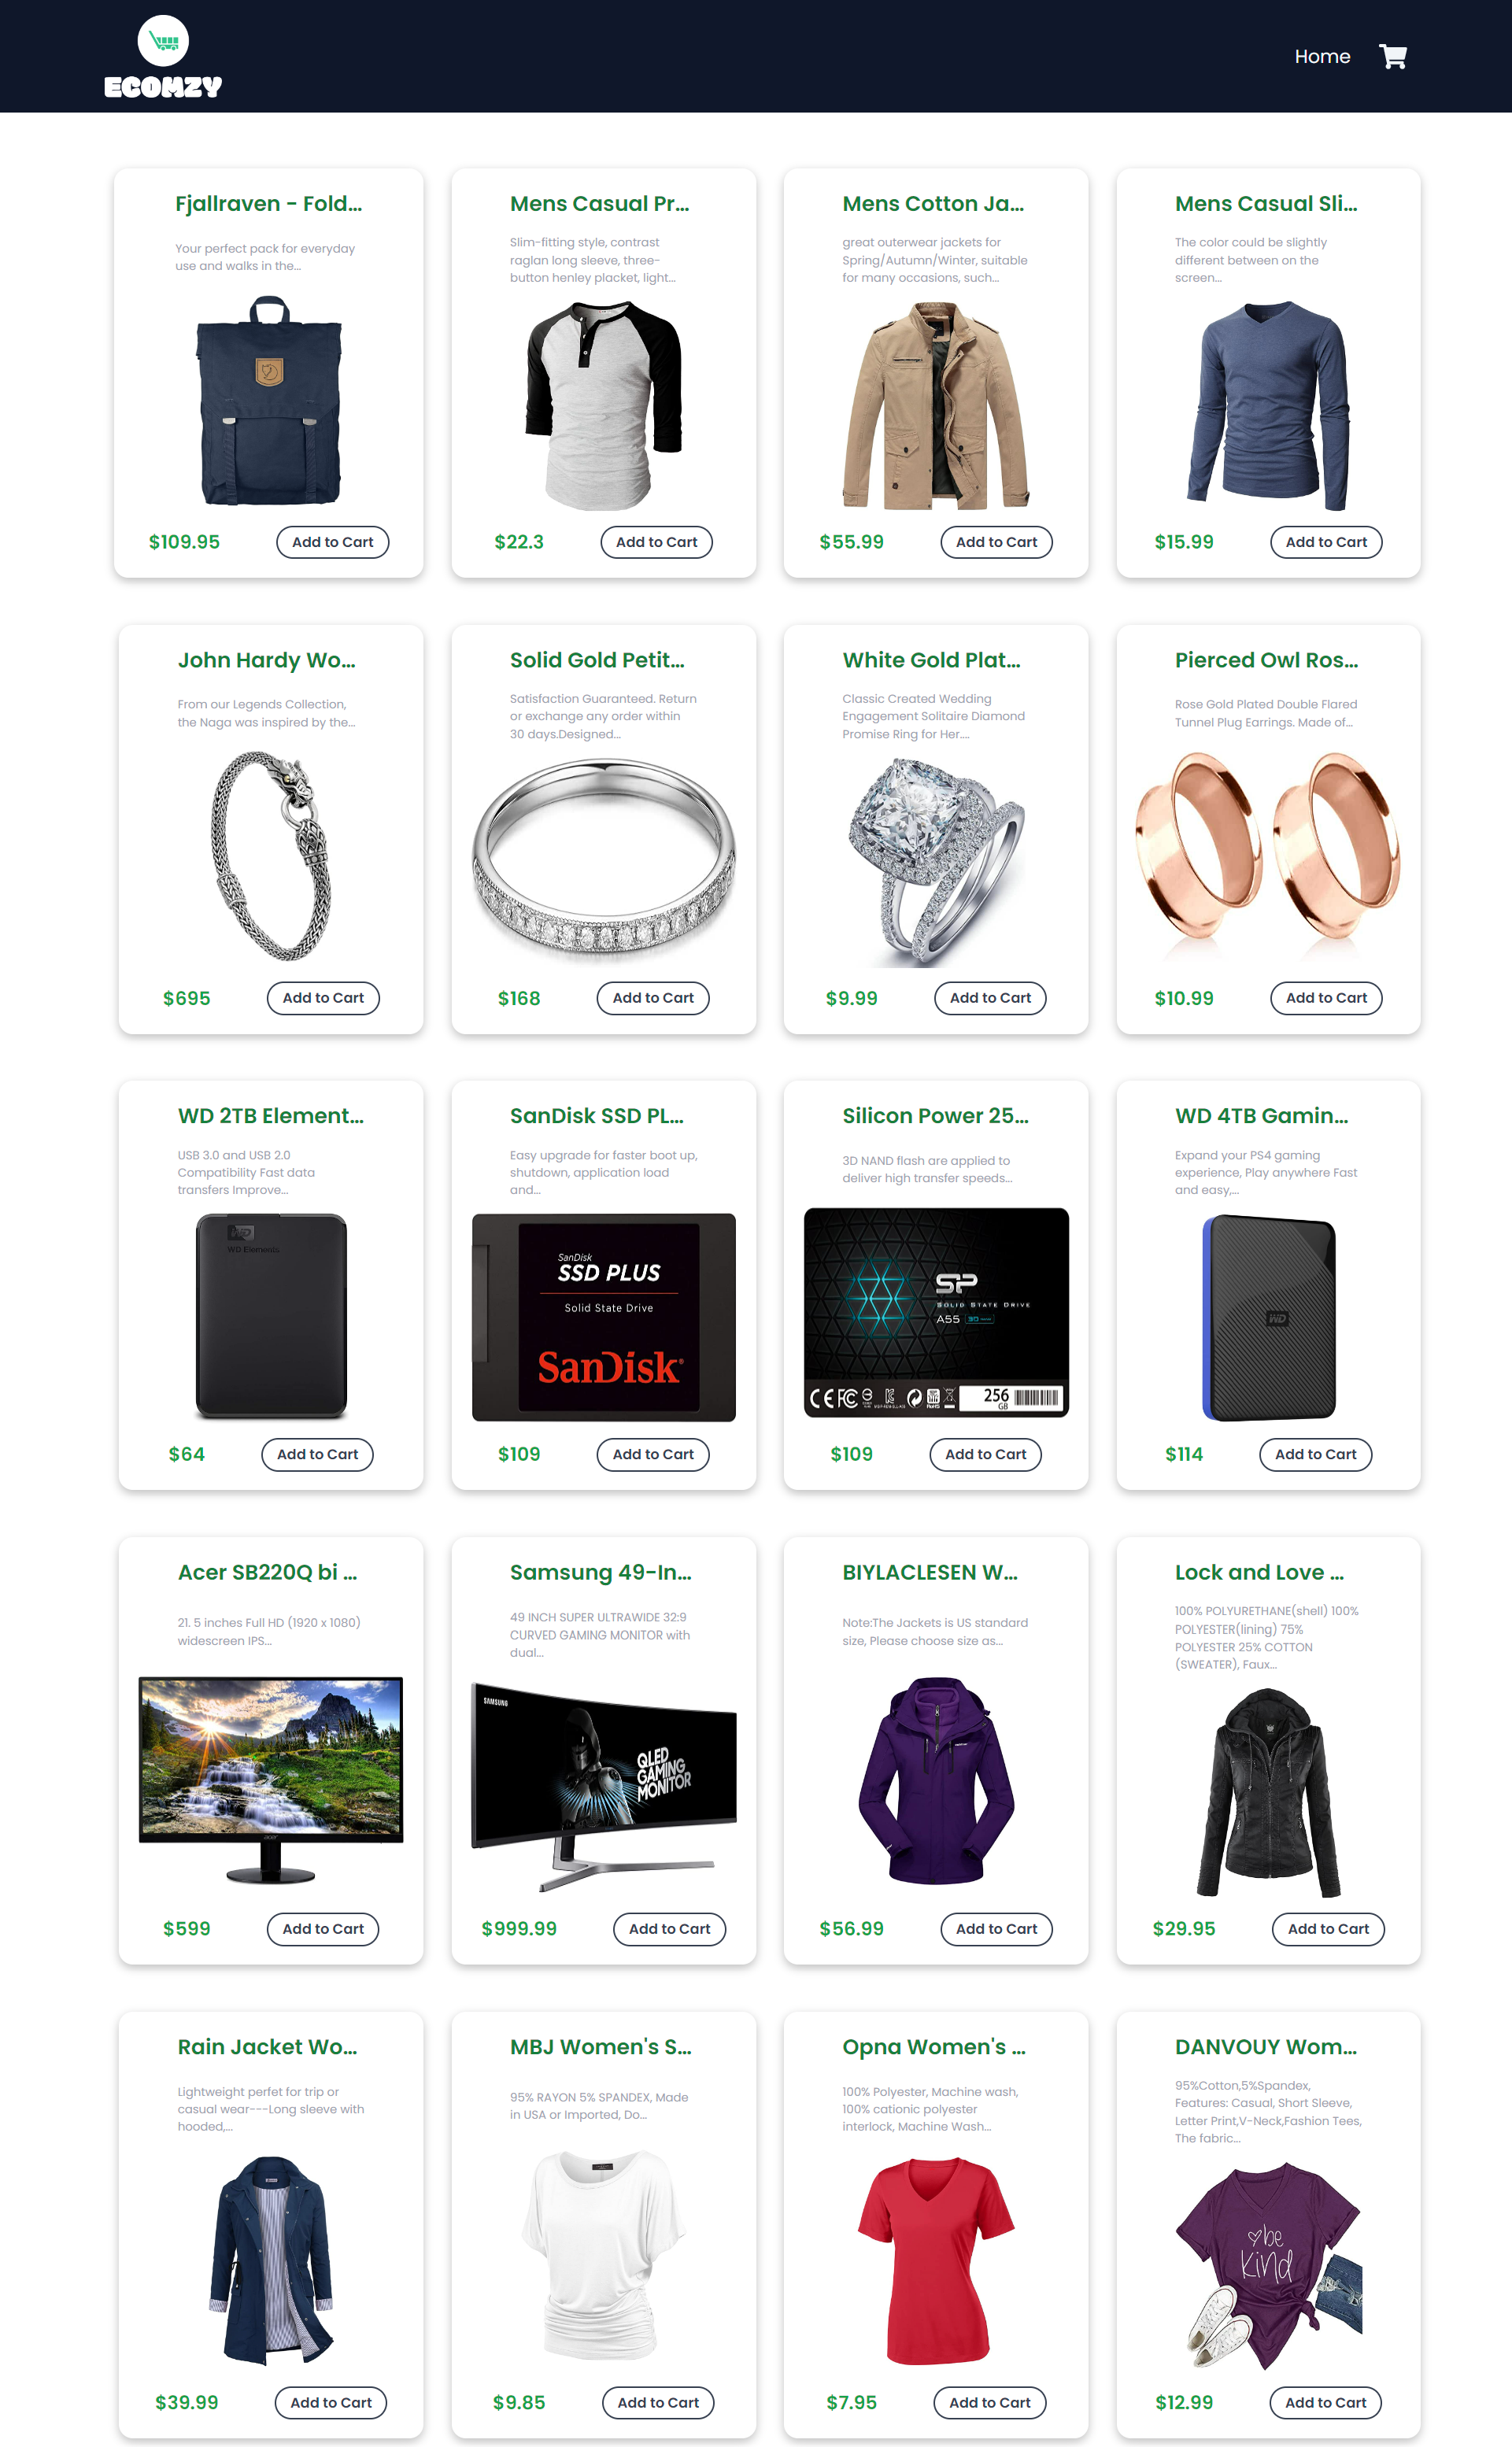 ECOMZY
Home
Fjallraven - Fold...
Your perfect pack for everyday
use and walks in the...
$109.95
Add to Cart
Mens Casual Pr...
Slim-fitting style, contrast
raglan long sleeve, three-
button henley placket, light...
$22.3
Add to Cart
Mens Cotton Ja...
great outerwear jackets for
Spring/Autumn/Winter, suitable
for many occasions, such...
$55.99
Add to Cart
Mens Casual Sli...
The color could be slightly
different between on the
screen...
$15.99
Add to Cart
John Hardy Wo...
From our Legends Collection,
the Naga was inspired by the...
$695
Add to Cart
Solid Gold Petit...
Satisfaction Guaranteed. Return
or exchange any order within
30 days.Designed...
$168
Add to Cart
White Gold Plat...
Classic Created Wedding
Engagement Solitaire Diamond
Promise Ring for Her....
$9.99
Add to Cart
Pierced Owl Ros...
Rose Gold Plated Double Flared
Tunnel Plug Earrings. Made of...
$10.99
Add to Cart
WD 2TB Element...
USB 3.0 and USB 2.0
Compatibility Fast data
transfers Improve...
WD
WD Elements
$64
Add to Cart
SanDisk SSD PL...
Easy upgrade for faster boot up,
shutdown, application load
and...
SanDisk
SSD PLUS
Solid State Drive
SanDisk
$109
Add to Cart
Silicon Power 25...
3D NAND flash are applied to
deliver high transfer speeds...
SP
SOLID STATE DRIVE
A55
CE FC
256
GB
$109
Add to Cart
WD 4TB Gamin...
Expand your PS4 gaming
experience, Play anywhere Fast
and easy,...
WD
$114
Add to Cart
Acer SB220Q bi ...
21. 5 inches Full HD (1920 x 1080)
widescreen IPS...
acer
$599
Add to Cart
Samsung 49-In...
49 INCH SUPER ULTRAWIDE 32:9
CURVED GAMING MONITOR with
dual...
SAMSUNG
QLED
GAMING
MONITOR
$999.99
Add to Cart
BIYLACLESEN W...
Note:The Jackets is US standard
size, Please choose size as...
$56.99
Add to Cart
Lock and Love ...
100% POLYURETHANE(shell) 100%
POLYESTER(lining) 75%
POLYESTER 25% COTTON
(SWEATER), Faux...
$29.95
Add to Cart
Rain Jacket Wo...
Lightweight perfet for trip or
casual wear---Long sleeve with
hooded,...
$39.99
Add to Cart
MBJ Women's S...
95% RAYON 5% SPANDEX, Made
in USA or Imported, Do...
$9.85
Add to Cart
Opna Women's ...
100% Polyester, Machine wash,
100% cationic polyester
interlock, Machine Wash...
$7.95
Add to Cart
DANVOUY Wom...
95%Cotton,5%Spandex,
Features: Casual, Short Sleeve,
Letter Print,V-Neck,Fashion Tees,
The fabric...
be
kind
$12.99
Add to Cart